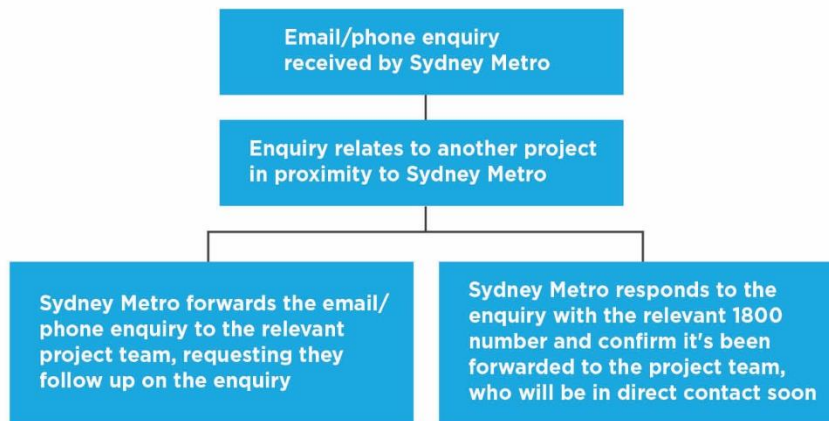 Email/phone enquiry
received by Sydney Metro
Enquiry relates to another project
in proximity to Sydney Metro
Sydney Metro forwards the email/
phone enquiry to the relevant
project team, requesting they
follow up on the enquiry
Sydney Metro responds to the
enquiry with the relevant 1800
number and confirm it's been
forwarded to the project team,
who will be in direct contact soon